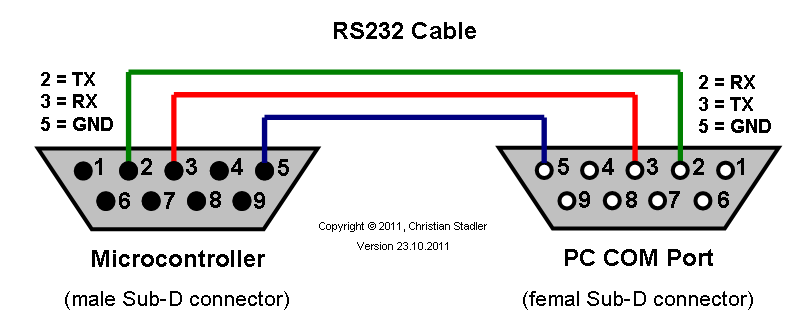 RS232 Cable
2 = TX
3 = RX
5 = GND
2 = RX
3 = TX
5 = GND
1 2 3 4 5
6 7 8 9
5 4 3 2 1
9 8 7 6
Copyright © 2011, Christian Stadler
Version 23.10.2011
Microcontroller
(male Sub-D connector)
PC COM Port
(femal Sub-D connector)